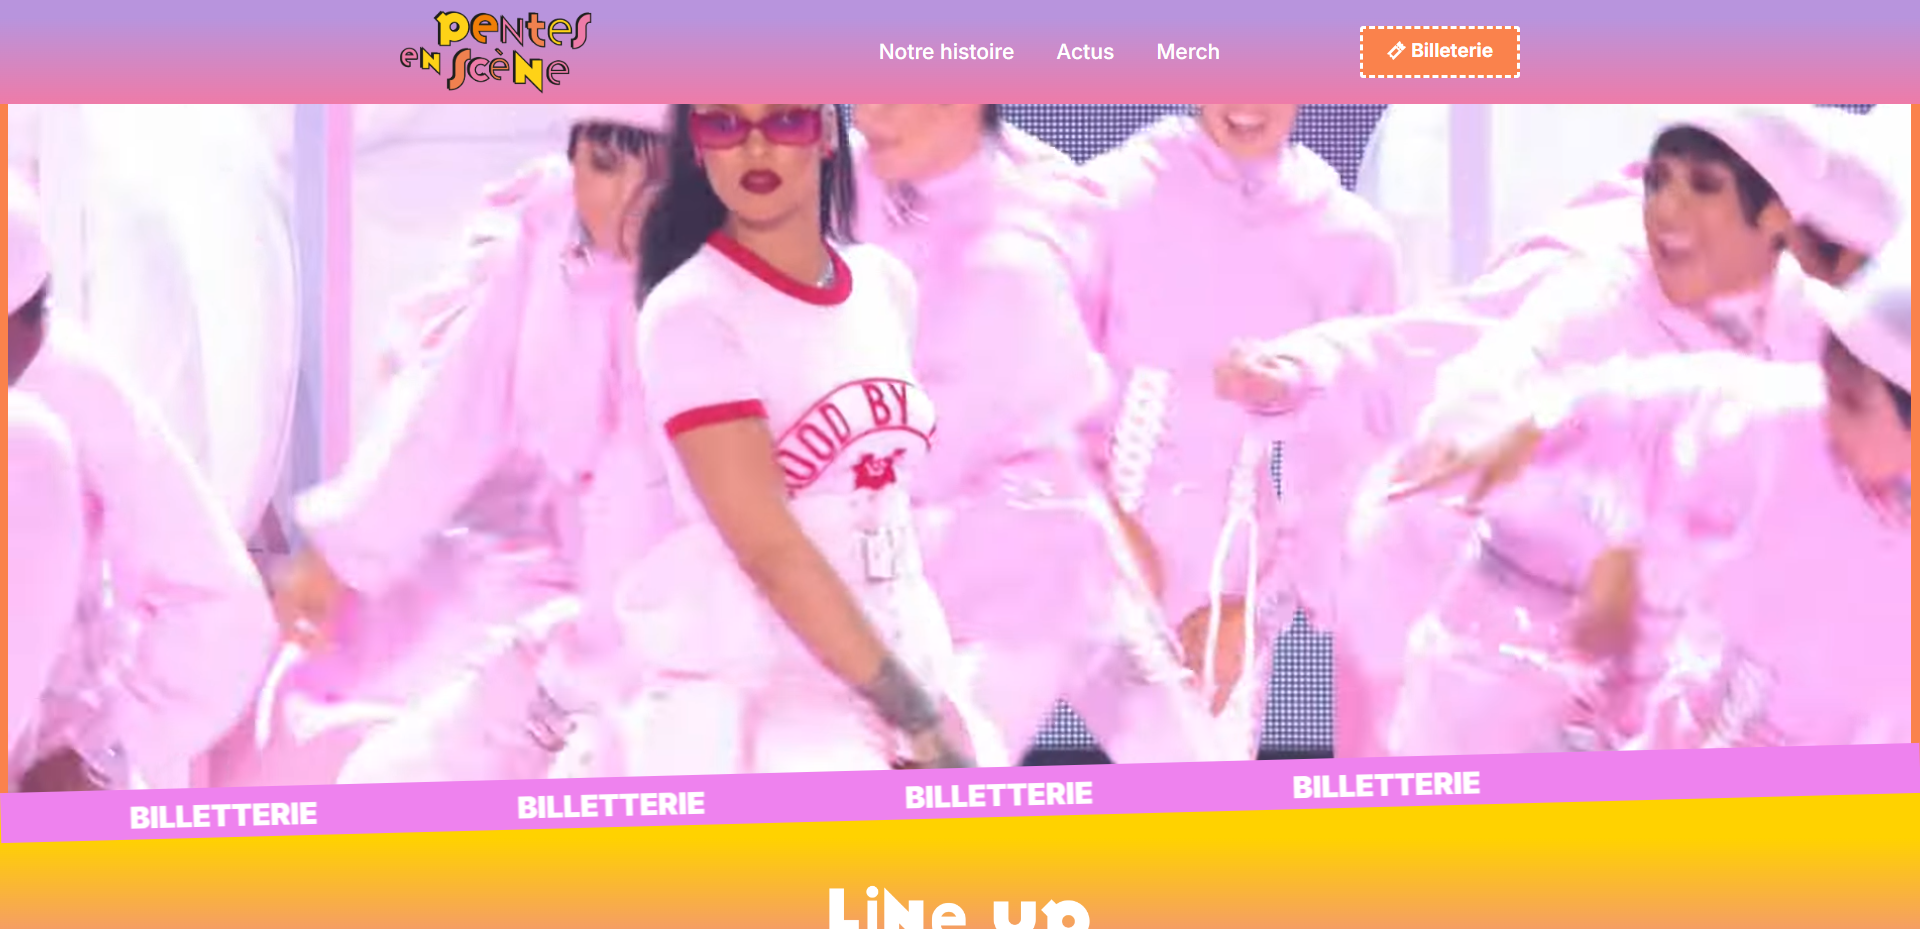 Pentes
en Scène
Notre histoire
Actus
Merch
Billeterie
OOD BY
BILLETTERIE
BILLETTERIE
BILLETTERIE
BILLETTERIE
Line up